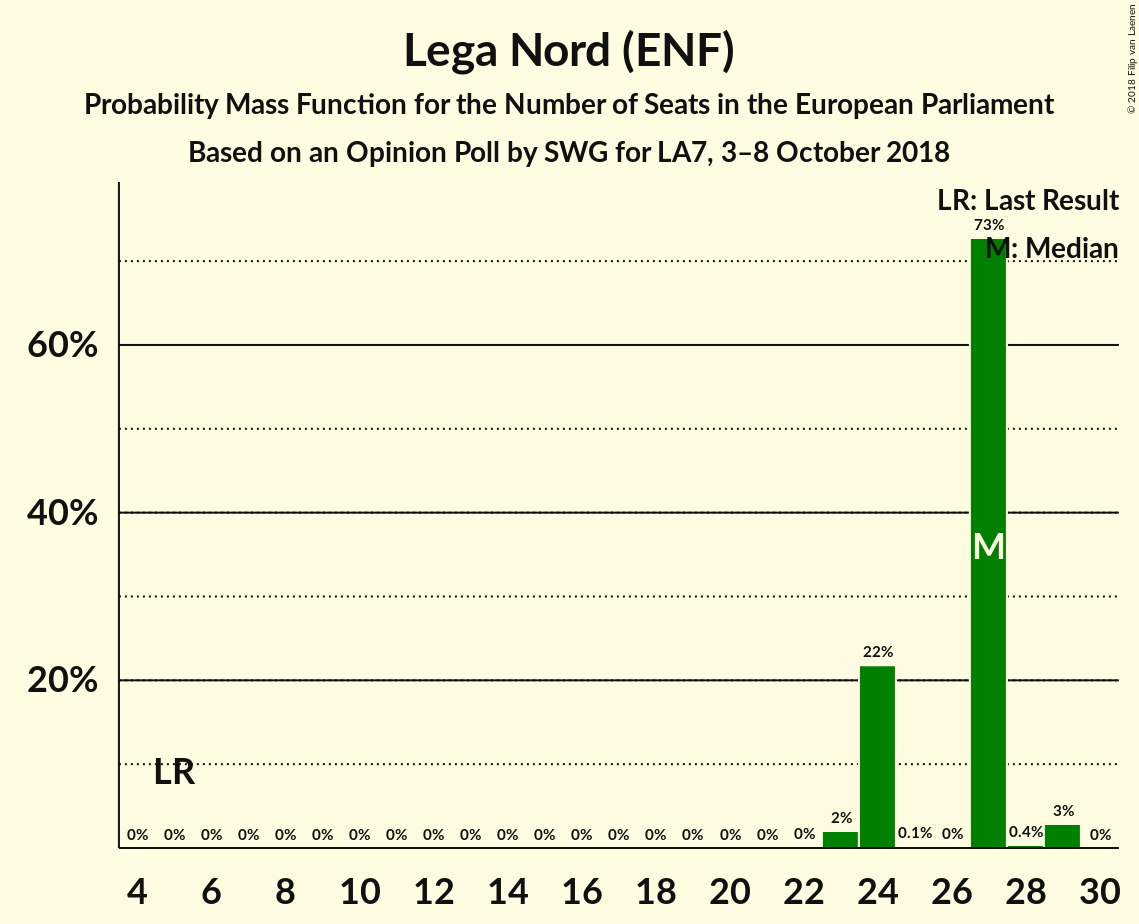 Lega Nord (ENF)
Probability Mass Function for the Number of Seats in the European Parliament
Based on an Opinion Poll by SWG for LA7, 3–8 October 2018
© 2018 Filip van Laenen
LR: Last Result
M: Median
73%
60%
40%
M
22%
20%
LR
0% 0% 0% 0% 0% 0% 0% 0% 0% 0% 0% 0% 0% 0% 0% 0% 0% 0% 0% 2% 0.1% 0% 0.4% 3% 0%
4 6 8 10 12 14 16 18 20 22 24 26 28 30